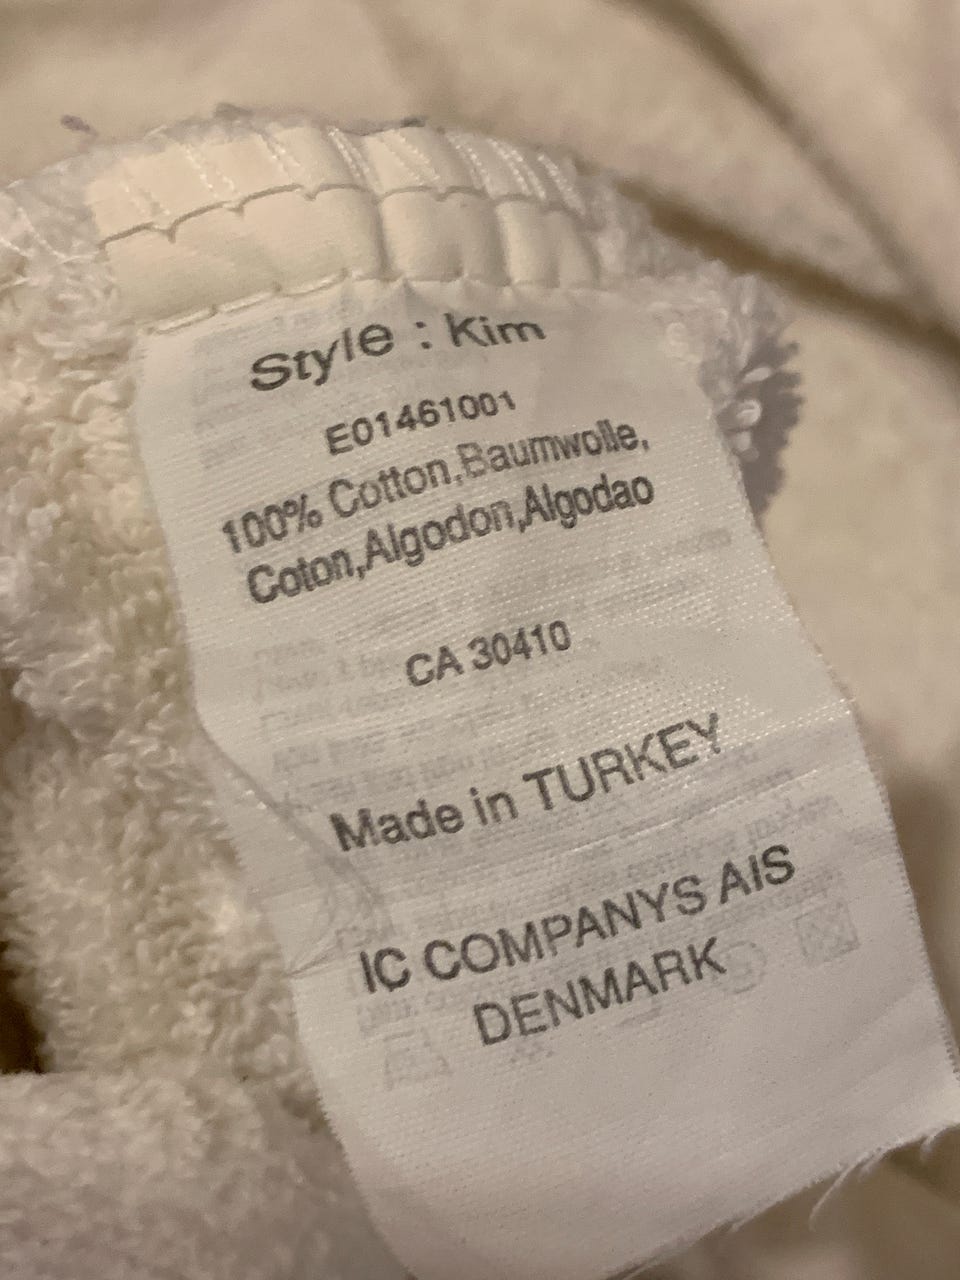 Style : Kim
E01461001
100% Cotton,Baumwolle,
Coton,Algodon,Algodao
CA 30410
Made in TURKEY
IC COMPANYS AIS
DENMARK